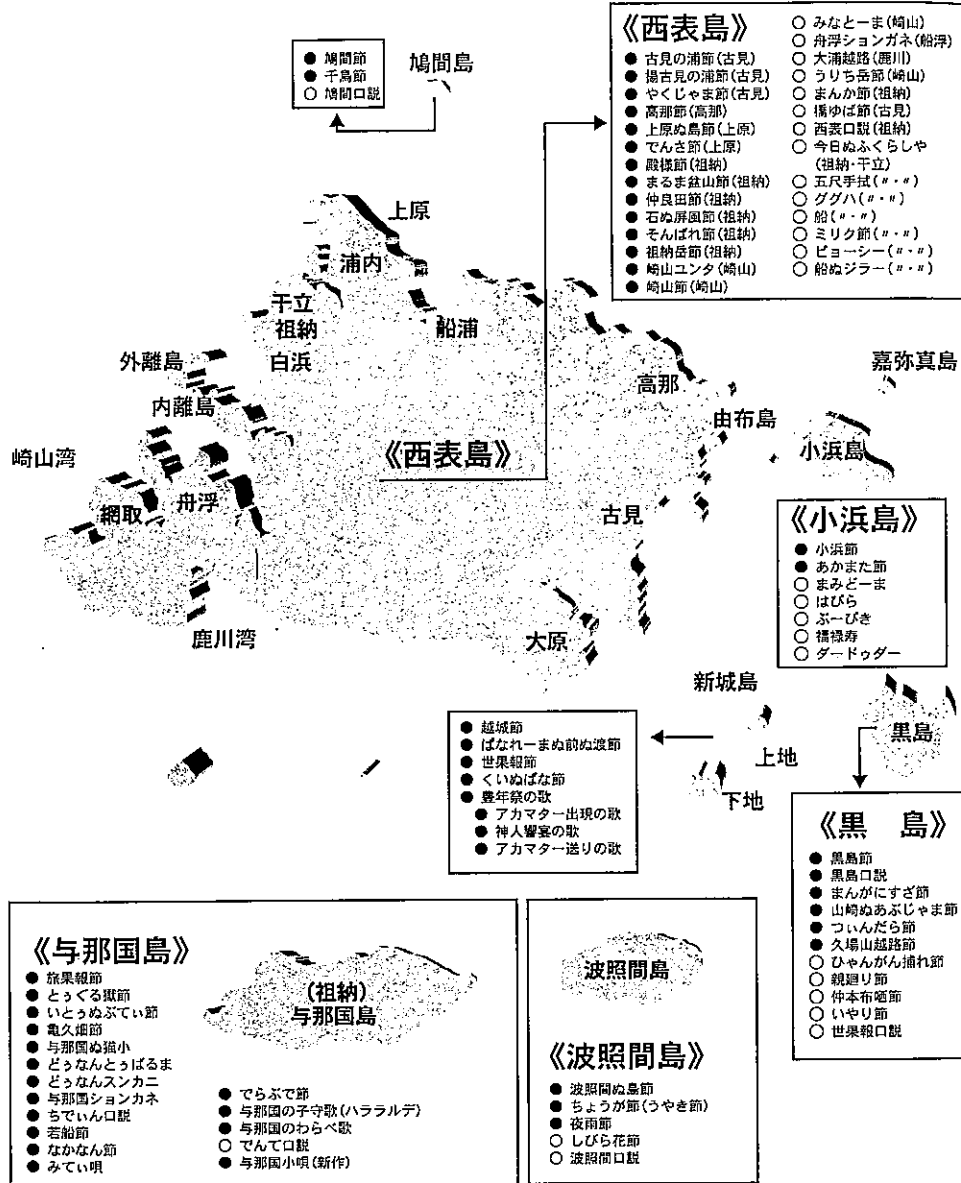 ● 鳩間節
● 千鳥節
○ 鳩間口説
鳩間島
《西表島》
● 古見の浦節(古見)
● 揚古見の浦節(古見)
● やくじゃま節(古見)
● 高那節(高那)
● 上原ぬ島節(上原)
● でんさ節(上原)
● 殿様節(祖納)
● まるま盆山節(祖納)
● 仲良田節(祖納)
● 石ぬ屏風節(祖納)
● そんばれ節(祖納)
● 祖納岳節(祖納)
● 崎山ユンタ(崎山)
● 崎山節(崎山)
○ みなとーま(崎山)
○ 舟浮ションガネ(船浮)
○ 大浦越路(鹿川)
○ うりち岳節(崎山)
○ まんか節(祖納)
○ 橋ゆば節(古見)
○ 西表口説(祖納)
○ 今日ぬふくらしや
(祖納・干立)
○ 五尺手拭(〃・〃)
○ ググハ(〃・〃)
○ 船(〃・〃)
○ ミリク節(〃・〃)
○ ピョーシー(〃・〃)
○ 船ぬジラー(〃・〃)
上原
浦内
干立
祖納
船浦
白浜
外離島
内離島
高那
嘉弥真島
由布島
小浜島
崎山湾
《西表島》
網取
舟浮
古見
鹿川湾
大原
《小浜島》
● 小浜節
● あかまた節
○ まみどーま
○ はびら
○ ぶーびき
○ 福禄寿
○ ダードゥダー
新城島
上地
下地
黒島
● 越城節
● ぱなれーまぬ前ぬ渡節
● 世果報節
● くいぬぱな節
● 豊年祭の歌
● アカマター出現の歌
● 神人饗宴の歌
● アカマター送りの歌
《黒 島》
● 黒島節
● 黒島口説
● まんがにすざ節
● 山崎ぬあぶじゃま節
● つぃんだら節
● 久場山越路節
○ ひゃんがん捕れ節
○ 親廻り節
○ 仲本布晒節
○ いやり節
○ 世果報口説
《与那国島》
● 旅果報節
● とぅぐる嶽節
● いとぅぬぶてぃ節
● 亀久畑節
● 与那国ぬ猫小
● どぅなんとぅばるま
● どぅなんスンカニ
● 与那国ションカネ
● ちでぃん口説
● 若船節
● なかなん節
● みてぃ唄
(祖納)
与那国島
● でらぶで節
● 与那国の子守歌(ハララルデ)
● 与那国のわらべ歌
○ でんて口説
● 与那国小唄(新作)
波照間島
《波照間島》
● 波照間ぬ島節
● ちょうが節(うやき節)
● 夜雨節
○ しびら花節
○ 波照間口説